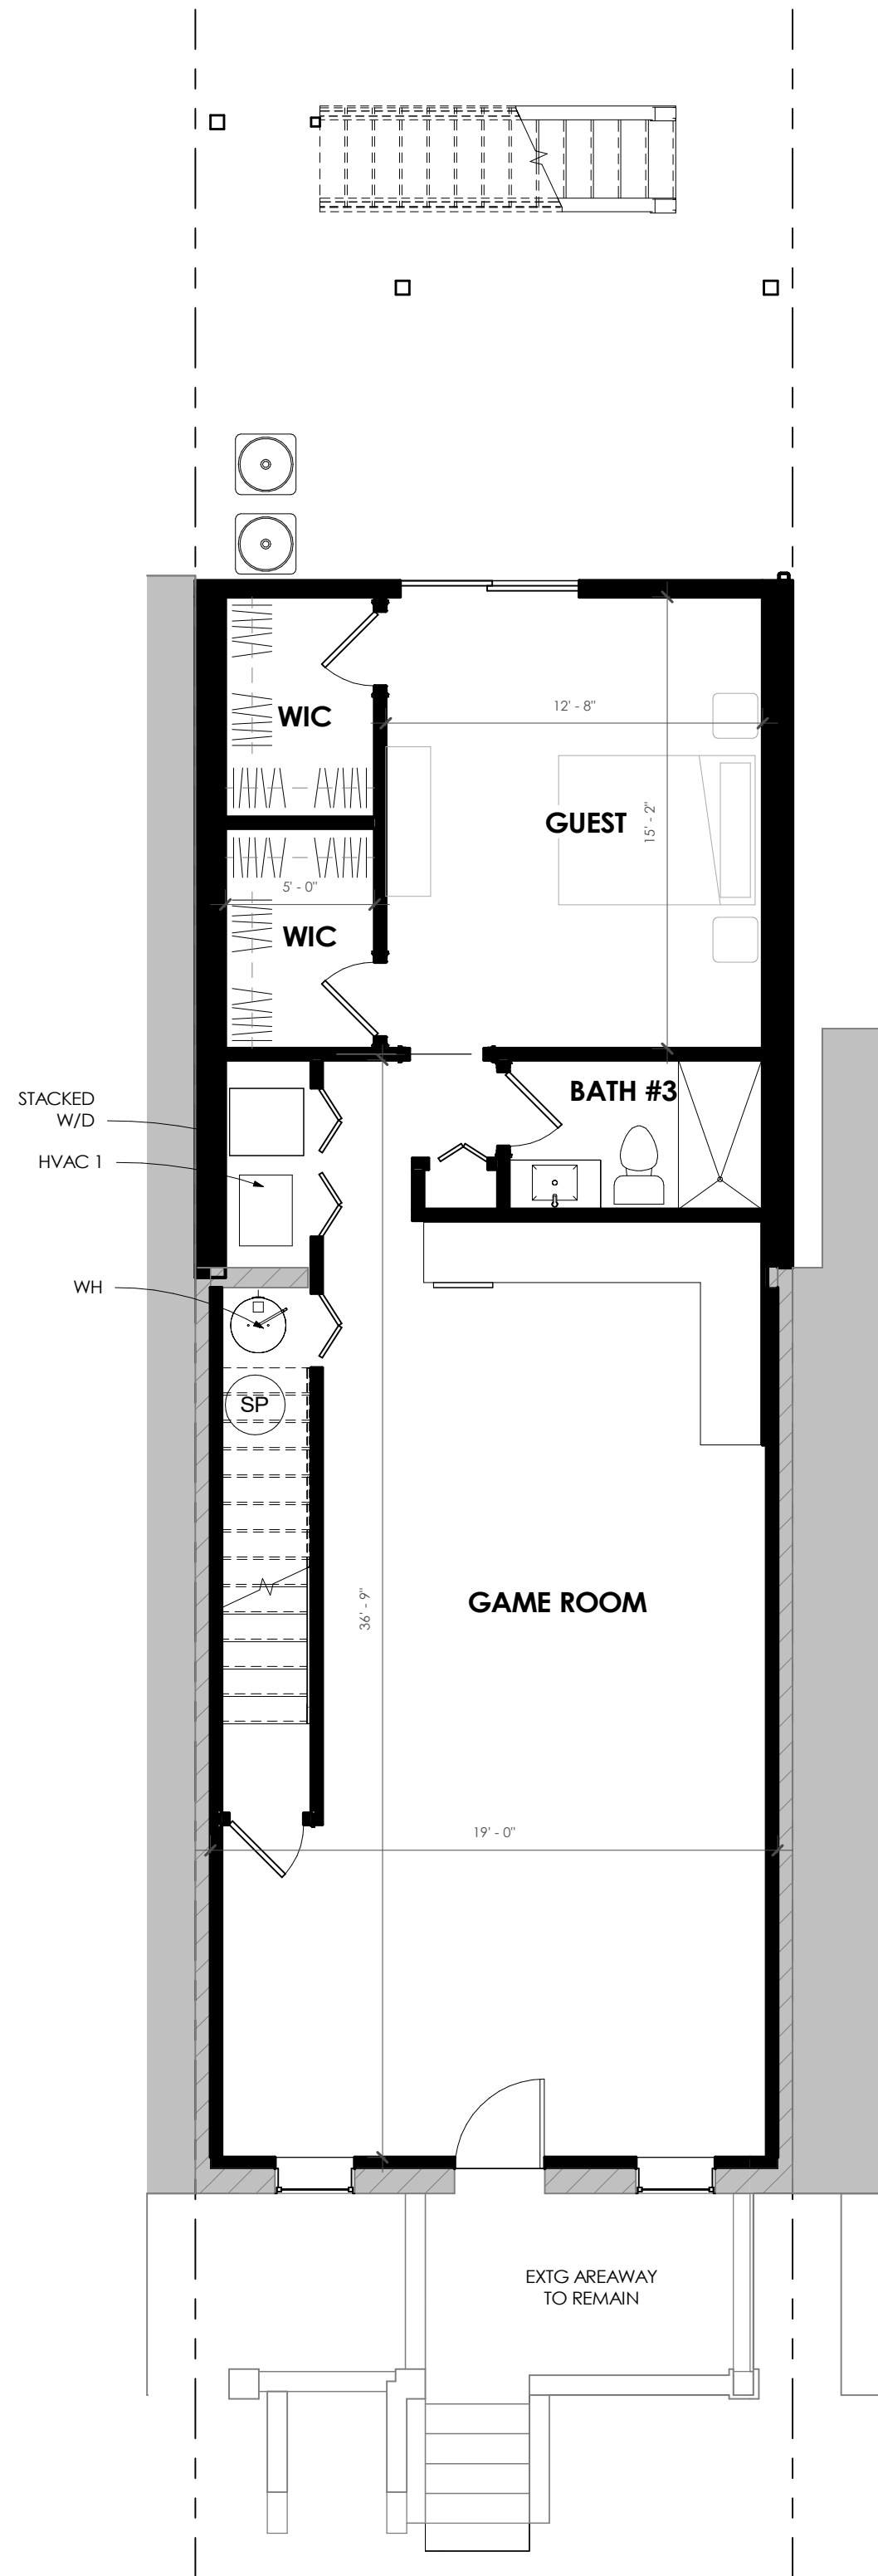 WIC
12' - 8"
GUEST
15' - 2"
5' - 0"
WIC
BATH #3
STACKED
W/D
HVAC 1
WH
SP
GAME ROOM
36' - 9"
19' - 0"
EXTG AREAWAY
TO REMAIN